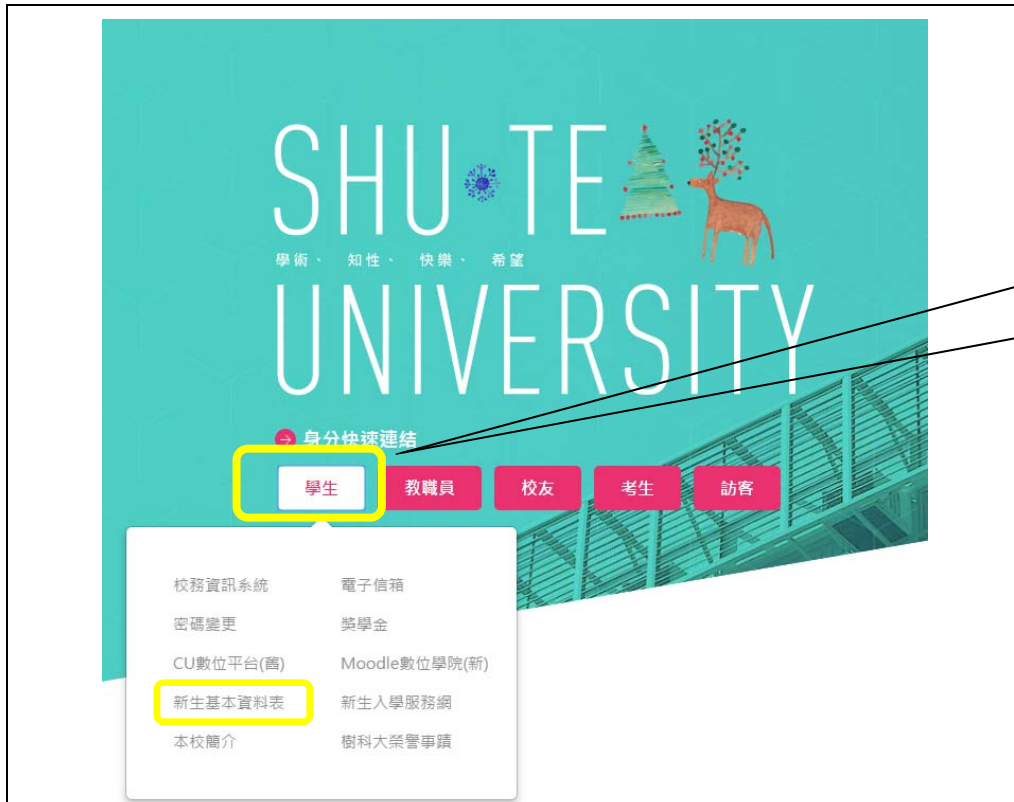 SHU TE
學術、 知性、 快樂、 希望
UNIVERSITY
身分快速連結
學生 教職員 校友 考生 訪客
校務資訊系統 電子信箱
密碼變更 獎學金
CU數位平台(舊) Moodle數位學院(新)
新生基本資料表 新生入學服務網
本校簡介 樹科大榮譽事蹟